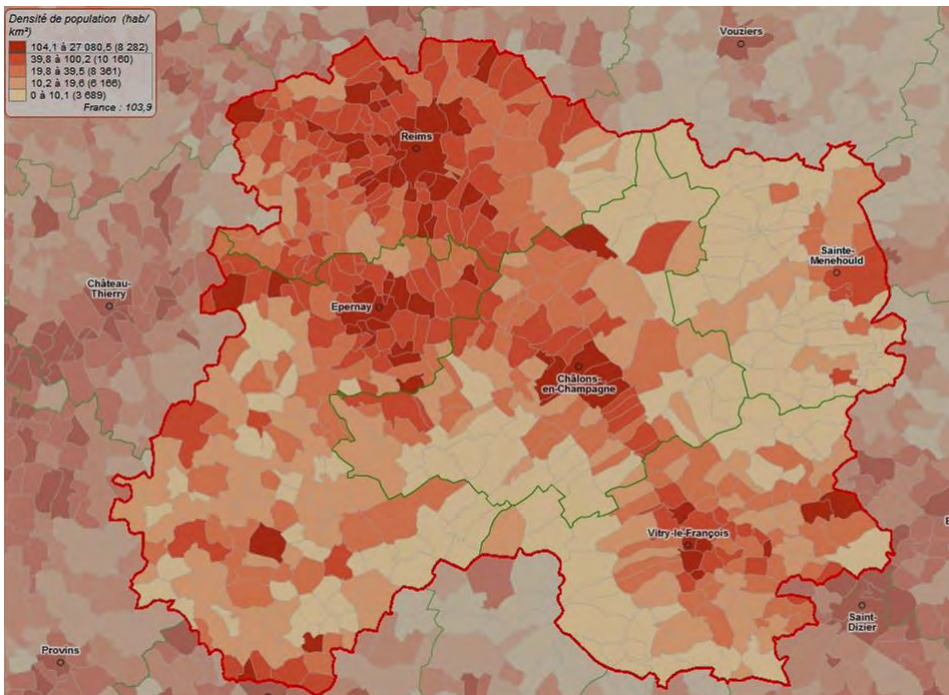 Densité de population (hab/
km²)
104,1 à 27 080,5 (8 282)
39,8 à 100,2 (10 160)
19,8 à 39,5 (8 361)
10,2 à 19,6 (6 166)
0 à 10,1 (3 689)
France : 103,9
Vouziers
Reims
Sainte-
Menehould
Château-
Thierry
Epernay
Châlons-
en-Champagne
Vitry-le-François
Saint-
Dizier
Provins